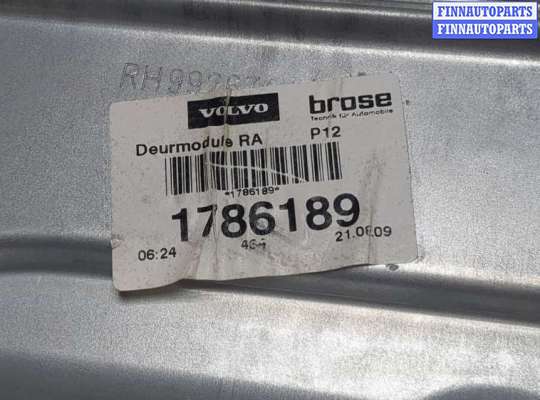 FINNAUTOPARTS
FINNAUTOPARTS
VOLVO
brose
Technik für Automobile
Deurmodule RA P12
*1786189*
1786189
06:24 21.08.09